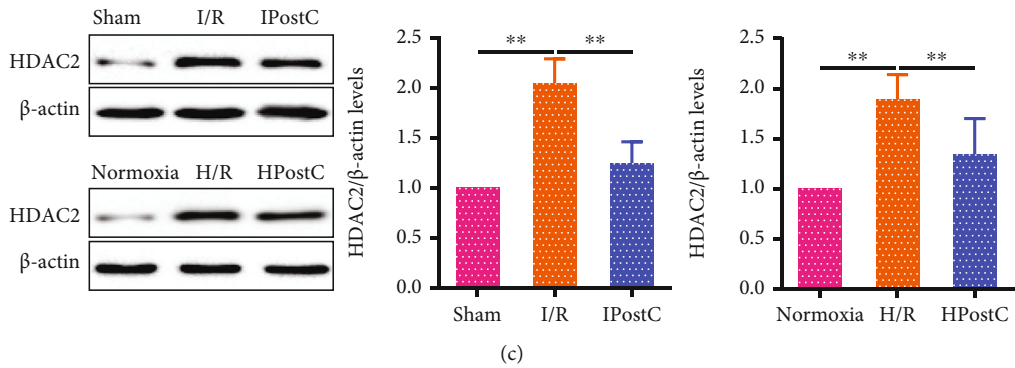 Sham I/R IPostC
HDAC2
β-actin
Normoxia H/R HPostC
HDAC2
β-actin
HDAC2/β-actin levels
2.5
2.0
1.5
1.0
0.5
0.0
** **
Sham I/R IPostC
HDAC2/β-actin levels
2.5
2.0
1.5
1.0
0.5
0.0
** **
Normoxia H/R HPostC
(c)